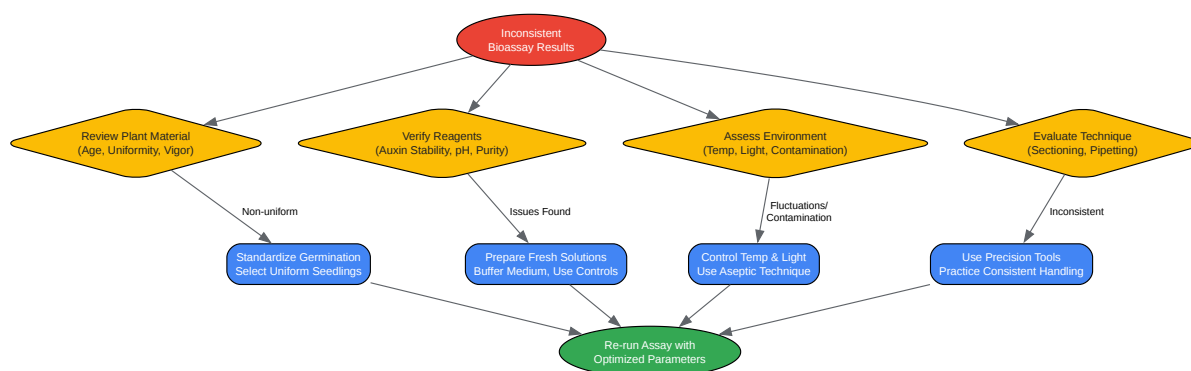 Inconsistent
Bioassay Results
Review Plant Material
(Age, Uniformity, Vigor)
Verify Reagents
(Auxin Stability, pH, Purity)
Assess Environment
(Temp, Light, Contamination)
Evaluate Technique
(Sectioning, Pipetting)
Non-uniform
Issues Found
Fluctuations/
Contamination
Inconsistent
Standardize Germination
Select Uniform Seedlings
Prepare Fresh Solutions
Buffer Medium, Use Controls
Control Temp & Light
Use Aseptic Technique
Use Precision Tools
Practice Consistent Handling
Re-run Assay with
Optimized Parameters